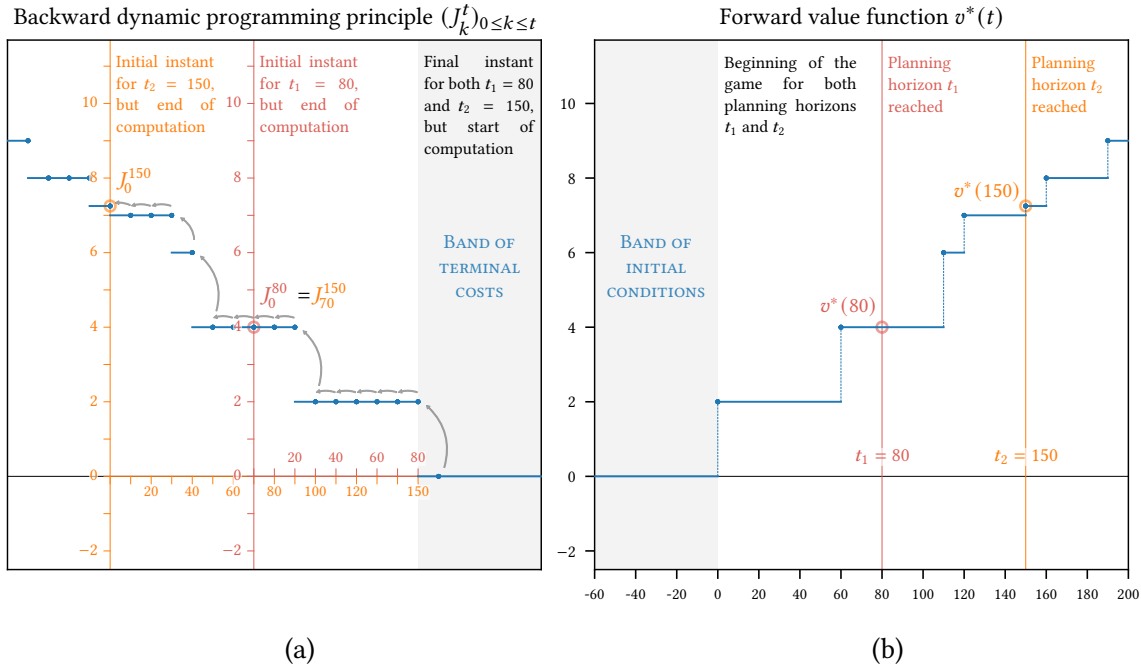 Backward dynamic programming principle (J_k^t)_{0≤k≤t}
Initial instant
for t₂ = 150,
but end of
computation
Initial instant
for t₁ = 80,
but end of
computation
Final instant
for both t₁ = 80
and t₂ = 150,
but start of
computation
10
8
6
4
2
0
−2
10
8
6
4
2
0
−2
J_0^{150}
J_0^{80} = J_{70}^{150}
Band of
terminal
costs
20 40 60 80
20 40 60 80 100 120 150
(a)
Forward value function v*(t)
Beginning of the
game for both
planning horizons
t₁ and t₂
Planning
horizon t₁
reached
Planning
horizon t₂
reached
10
8
6
4
2
0
−2
v*(150)
v*(80)
Band of
initial
conditions
t₁ = 80
t₂ = 150
-60 -40 -20 0 20 40 60 80 100 120 140 160 180 200
(b)